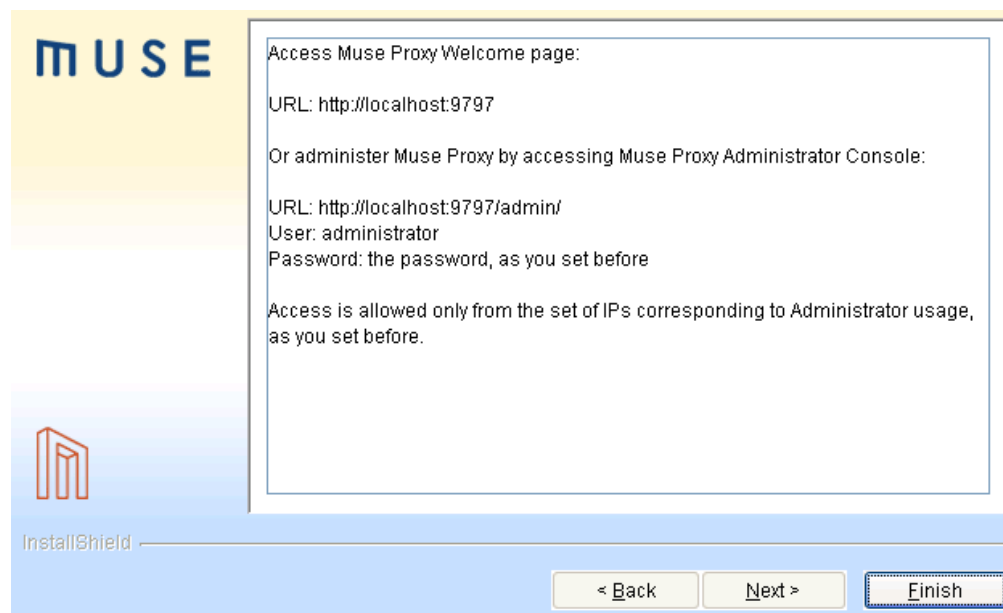 MUSE
Access Muse Proxy Welcome page:
URL: http://localhost:9797
Or administer Muse Proxy by accessing Muse Proxy Administrator Console:
URL: http://localhost:9797/admin/
User: administrator
Password: the password, as you set before
Access is allowed only from the set of IPs corresponding to Administrator usage,
as you set before.
InstallShield
< Back Next > Finish